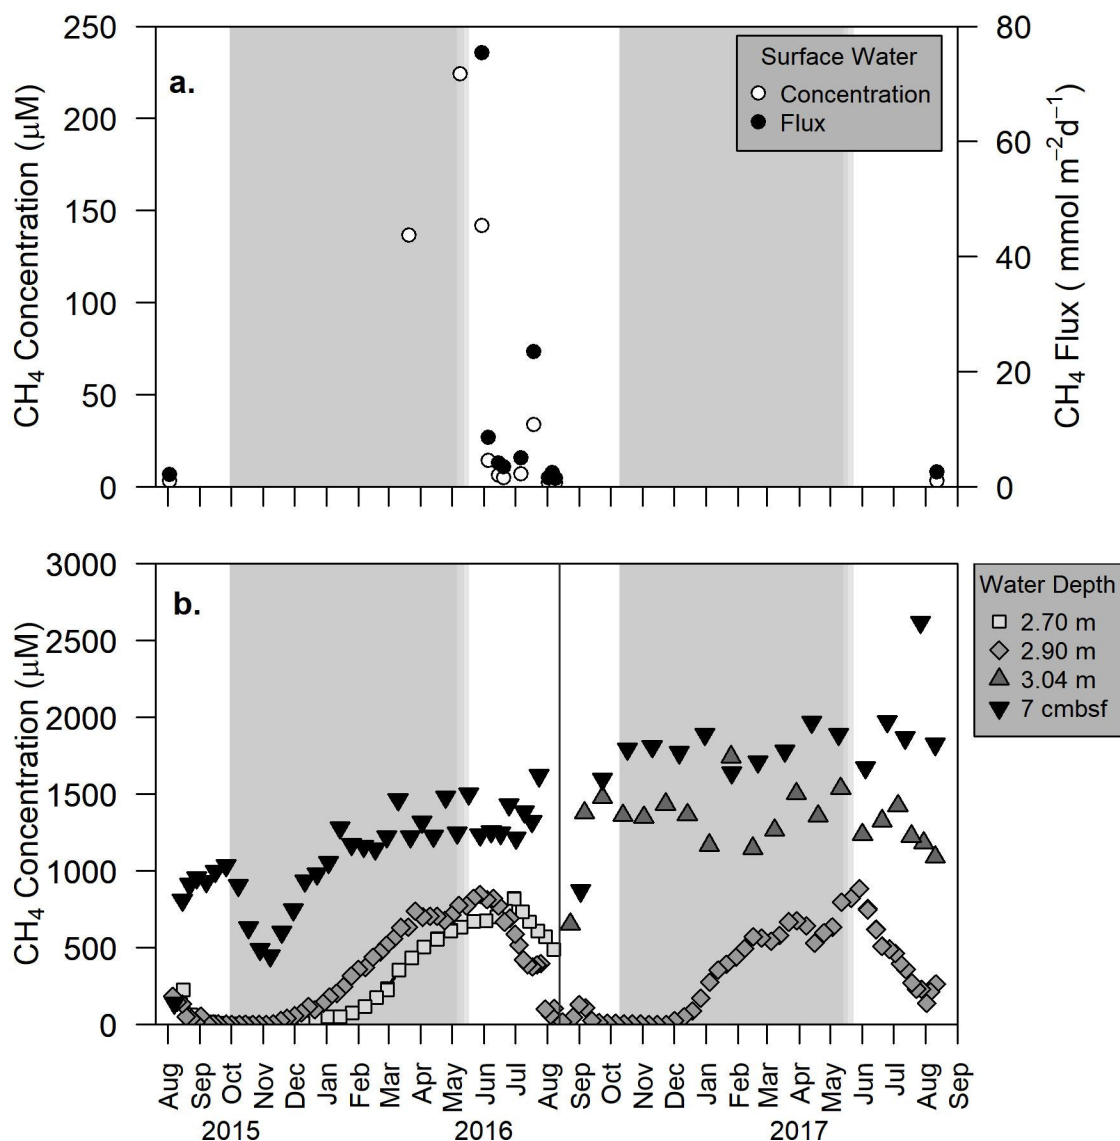 a.
CH4 Concentration (μM)
250
200
150
100
50
0
Surface Water
Concentration
Flux
80
60
40
20
0
CH4 Flux ( mmol m−2d−1)
b.
CH4 Concentration (μM)
3000
2500
2000
1500
1000
500
0
Water Depth
2.70 m
2.90 m
3.04 m
7 cmbsf
Aug Sep Oct Nov Dec Jan Feb Mar Apr May Jun Jul Aug Sep Oct Nov Dec Jan Feb Mar Apr May Jun Jul Aug Sep
2015 2016 2017